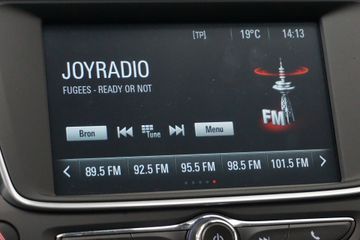 [TP] 19°C 14:13
JOYRADIO
FUGEES - READY OR NOT
FM
Bron Tune Menu
89.5 FM 92.5 FM 95.5 FM 98.5 FM 101.5 FM